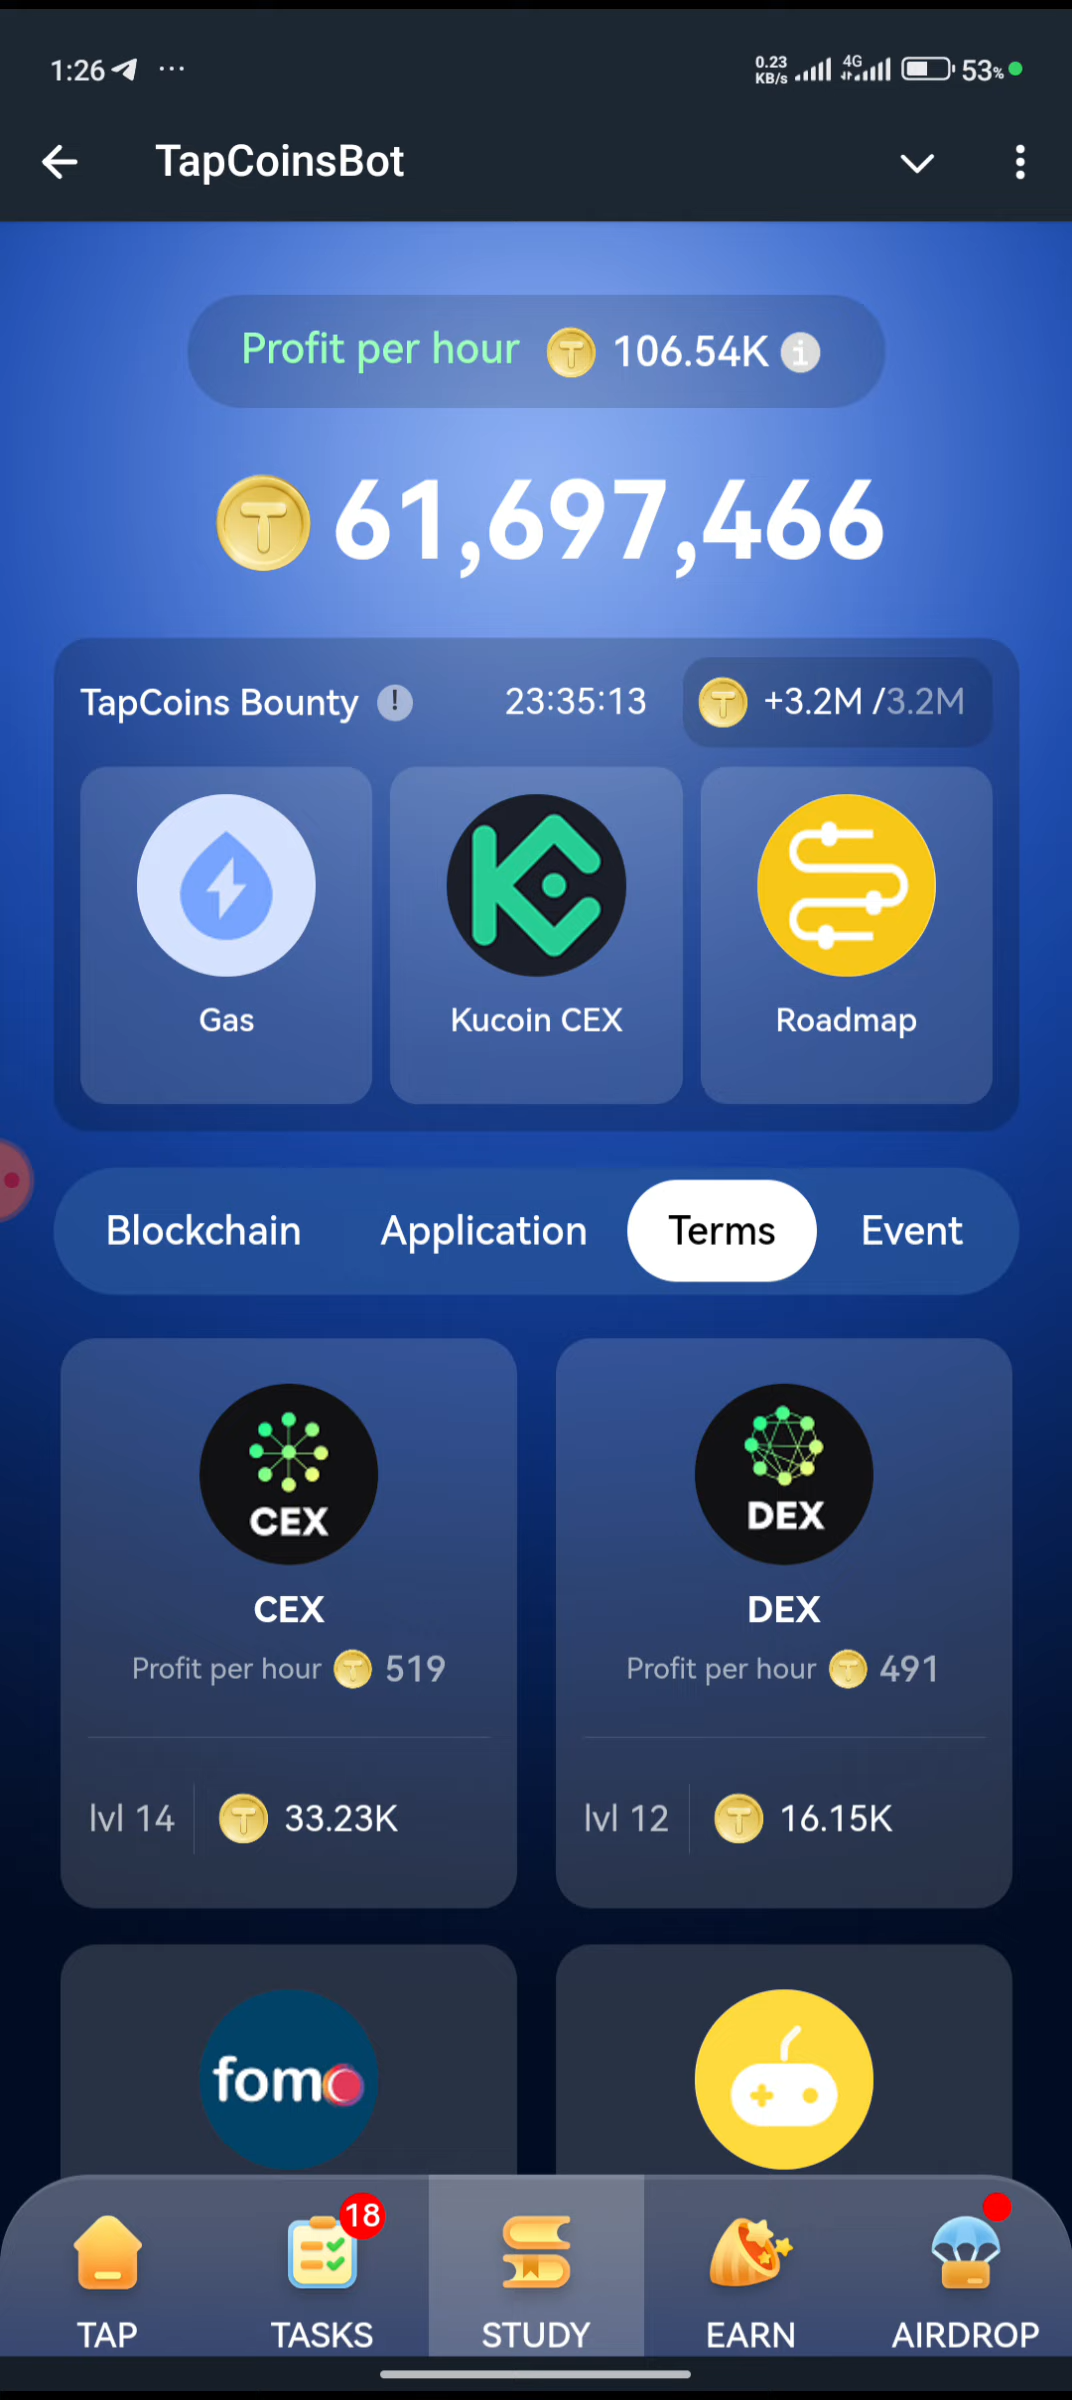 1:26 ... 0.23 KB/s 4G 53%
TapCoinsBot
Profit per hour 106.54K
61,697,466
TapCoins Bounty ! 23:35:13 +3.2M /3.2M
Gas Kucoin CEX Roadmap
Blockchain Application Terms Event
CEX DEX
CEX DEX
Profit per hour 519 Profit per hour 491
lvl 14 33.23K lvl 12 16.15K
fomo
18
TAP TASKS STUDY EARN AIRDROP